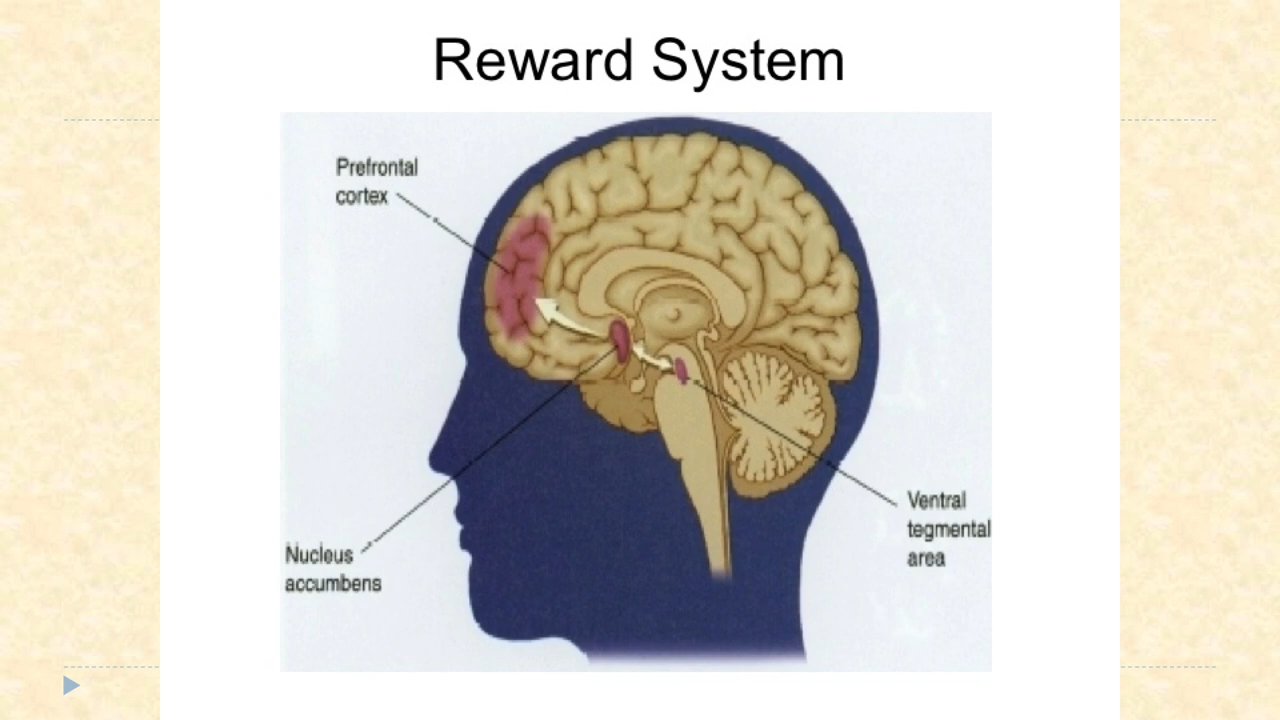 Reward System
Prefrontal
cortex
Nucleus
accumbens
Ventral
tegmental
area